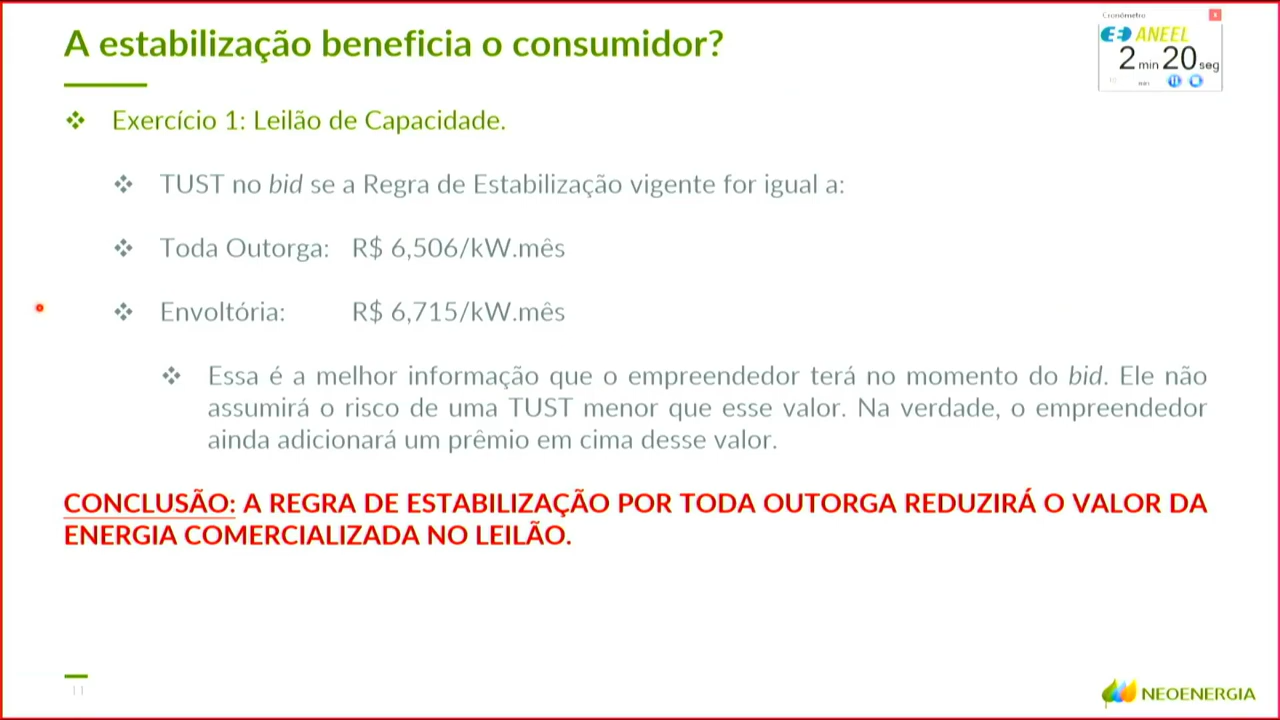 A estabilização beneficia o consumidor?
Cronômetro
ANEEL
2 min 20 seg
Exercício 1: Leilão de Capacidade.
TUST no bid se a Regra de Estabilização vigente for igual a:
Toda Outorga: R$ 6,506/kW.mês
Envoltória: R$ 6,715/kW.mês
Essa é a melhor informação que o empreendedor terá no momento do bid. Ele não
assumirá o risco de uma TUST menor que esse valor. Na verdade, o empreendedor
ainda adicionará um prêmio em cima desse valor.
CONCLUSÃO: A REGRA DE ESTABILIZAÇÃO POR TODA OUTORGA REDUZIRÁ O VALOR DA
ENERGIA COMERCIALIZADA NO LEILÃO.
11
NEOENERGIA